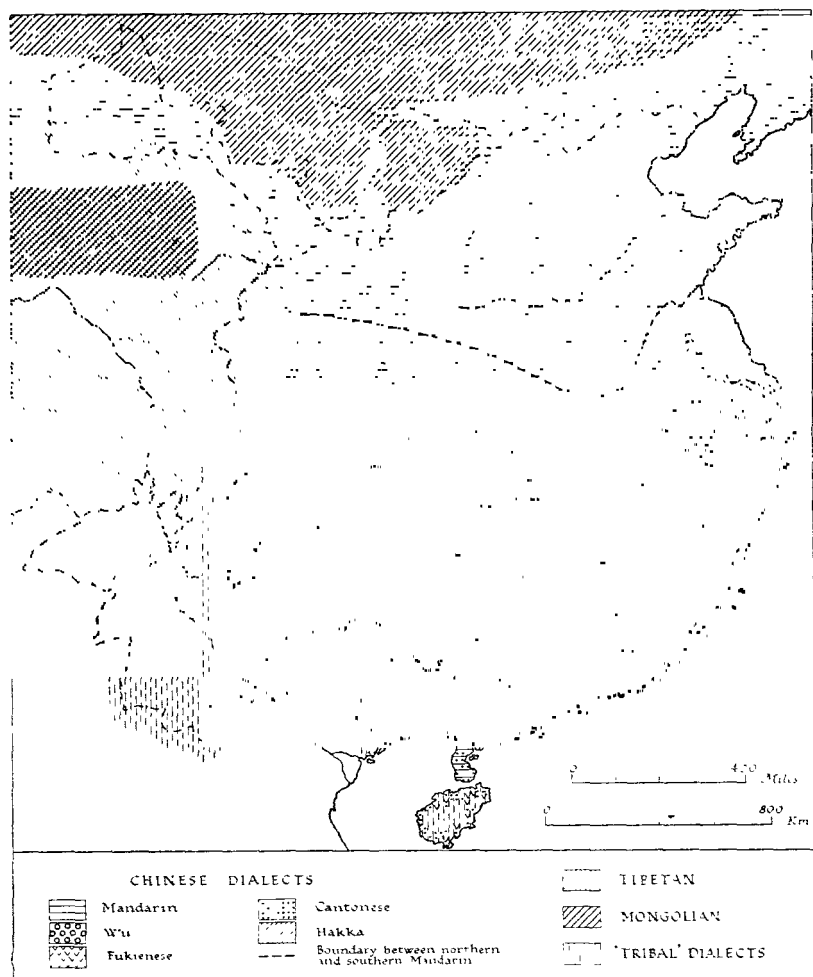 0 400 Miles
0 800 Km
CHINESE DIALECTS
Mandarin
Wu
Fukienese
Cantonese
Hakka
Boundary between northern
and southern Mandarin
TIBETAN
MONGOLIAN
'TRIBAL' DIALECTS